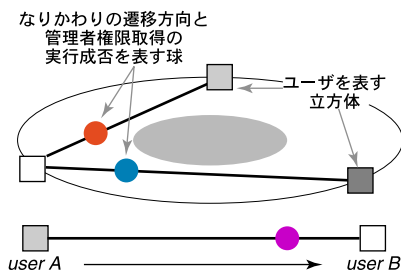 なりかわりの遷移方向と
管理者権限取得の
実行成否を表す球
ユーザを表す
立方体
user A
user B